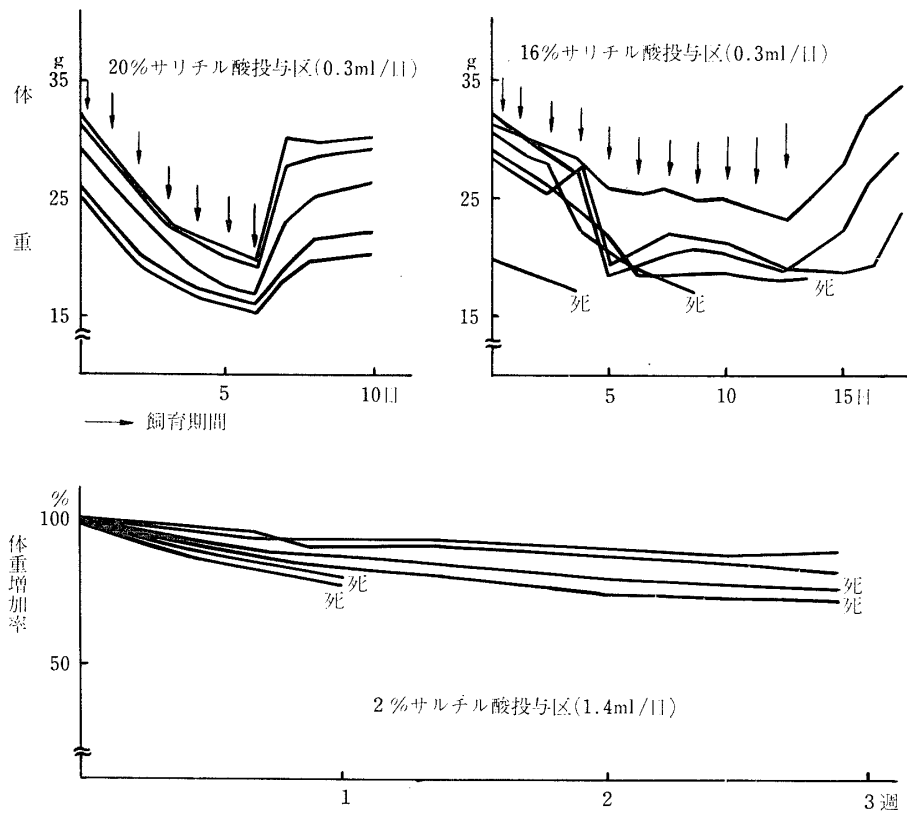 20%サリチル酸投与区(0.3ml/日)
g
35
25
15
体
重
5
10日
→ 飼育期間
16%サリチル酸投与区(0.3ml/日)
g
35
25
15
死
死
死
5
10
15日
%
100
50
体重増加率
死
死
死
死
2%サルチル酸投与区(1.4ml/日)
1
2
3週